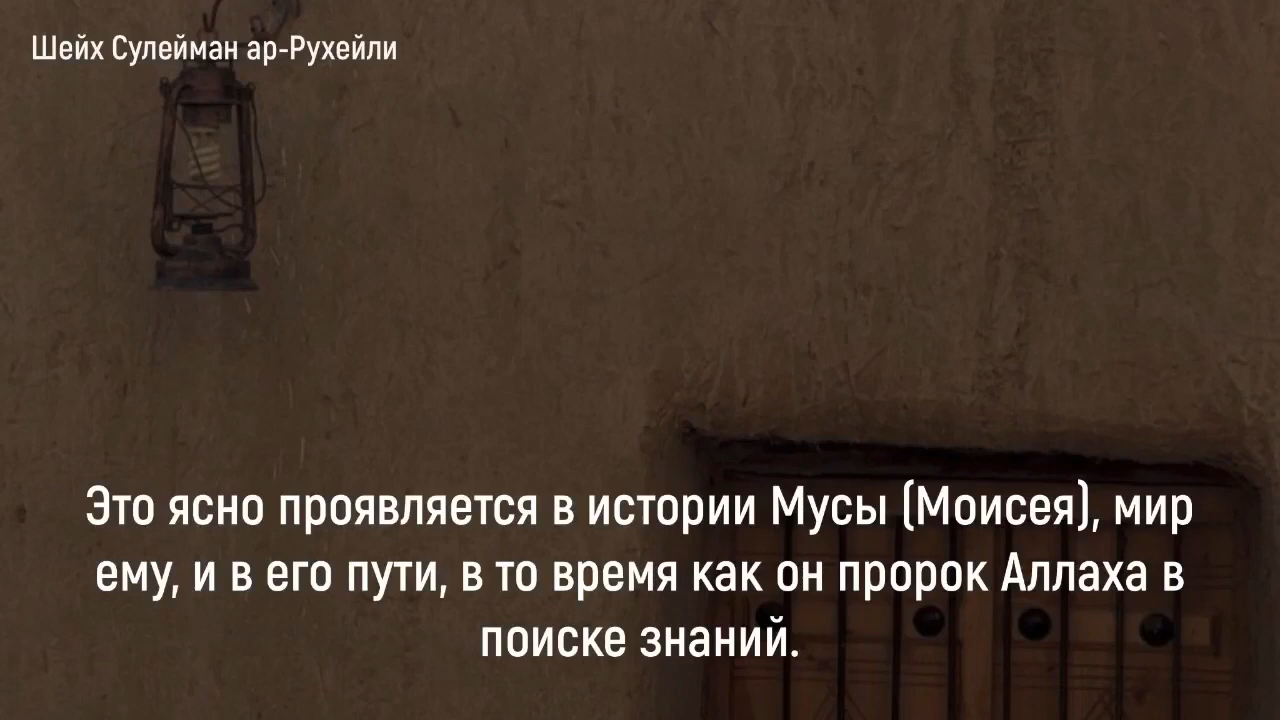 Шейх Сулейман ар-Рухейли
Это ясно проявляется в истории Мусы (Моисея), мир
ему, и в его пути, в то время как он пророк Аллаха в
поиске знаний.